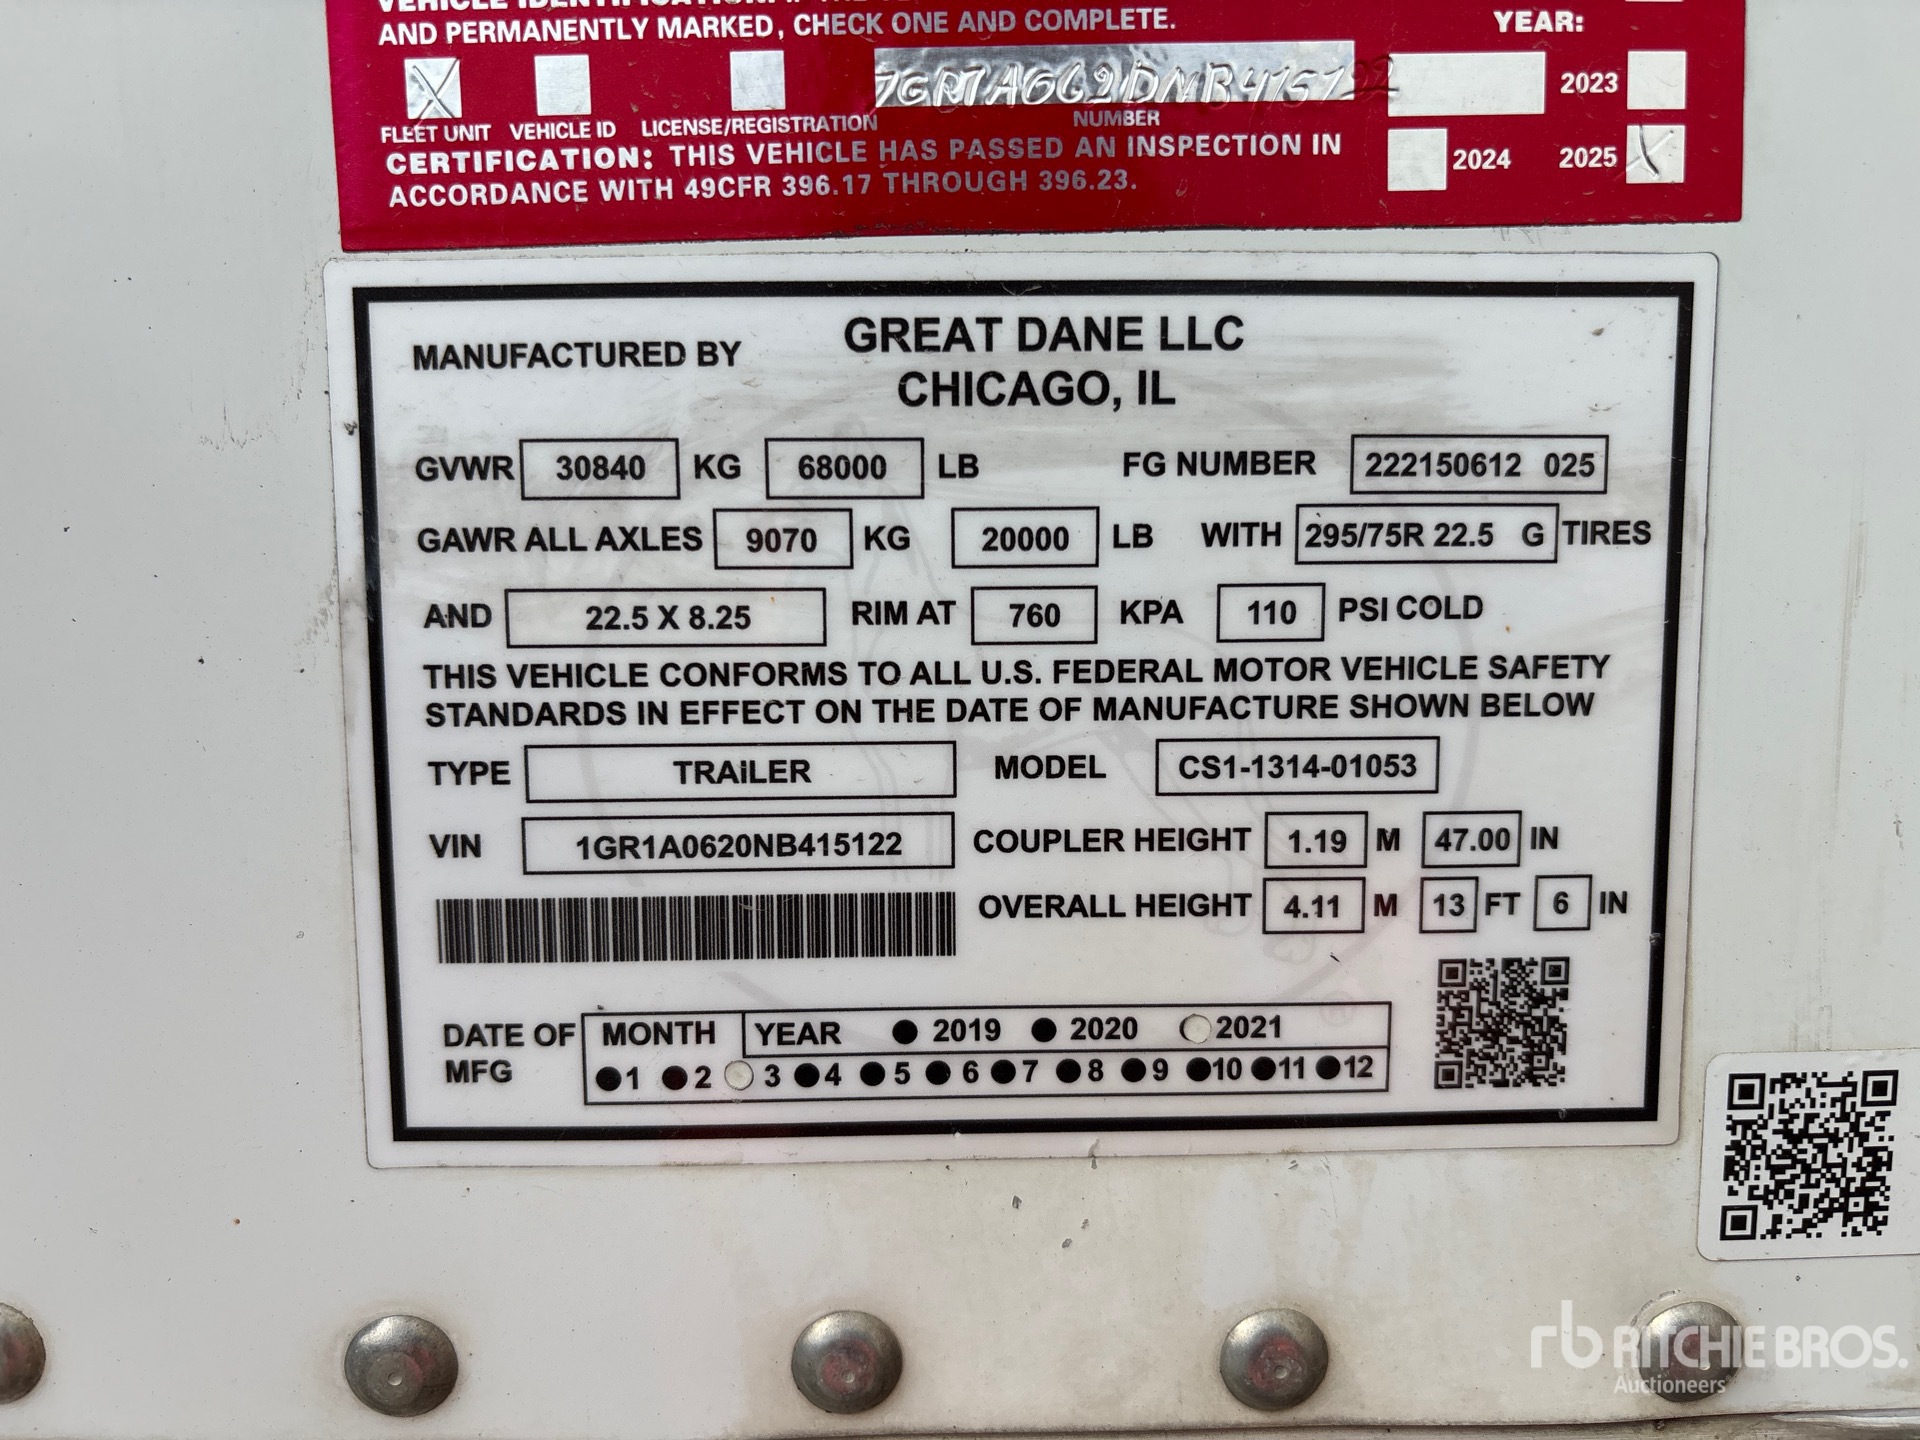 AND PERMANENTLY MARKED, CHECK ONE AND COMPLETE.
YEAR:
X
2023
FLEET UNIT VEHICLE ID LICENSE/REGISTRATION NUMBER
CERTIFICATION: THIS VEHICLE HAS PASSED AN INSPECTION IN
ACCORDANCE WITH 49CFR 396.17 THROUGH 396.23.
2024 2025
MANUFACTURED BY GREAT DANE LLC
CHICAGO, IL
GVWR 30840 KG 68000 LB FG NUMBER 222150612 025
GAWR ALL AXLES 9070 KG 20000 LB WITH 295/75R 22.5 G TIRES
AND 22.5 X 8.25 RIM AT 760 KPA 110 PSI COLD
THIS VEHICLE CONFORMS TO ALL U.S. FEDERAL MOTOR VEHICLE SAFETY
STANDARDS IN EFFECT ON THE DATE OF MANUFACTURE SHOWN BELOW
TYPE TRAiLER MODEL CS1-1314-01053
VIN 1GR1A0620NB415122 COUPLER HEIGHT 1.19 M 47.00 IN
OVERALL HEIGHT 4.11 M 13 FT 6 IN
DATE OF MFG MONTH YEAR 2019 2020 2021
1 2 3 4 5 6 7 8 9 10 11 12
rb RITCHIE BROS.
Auctioneers